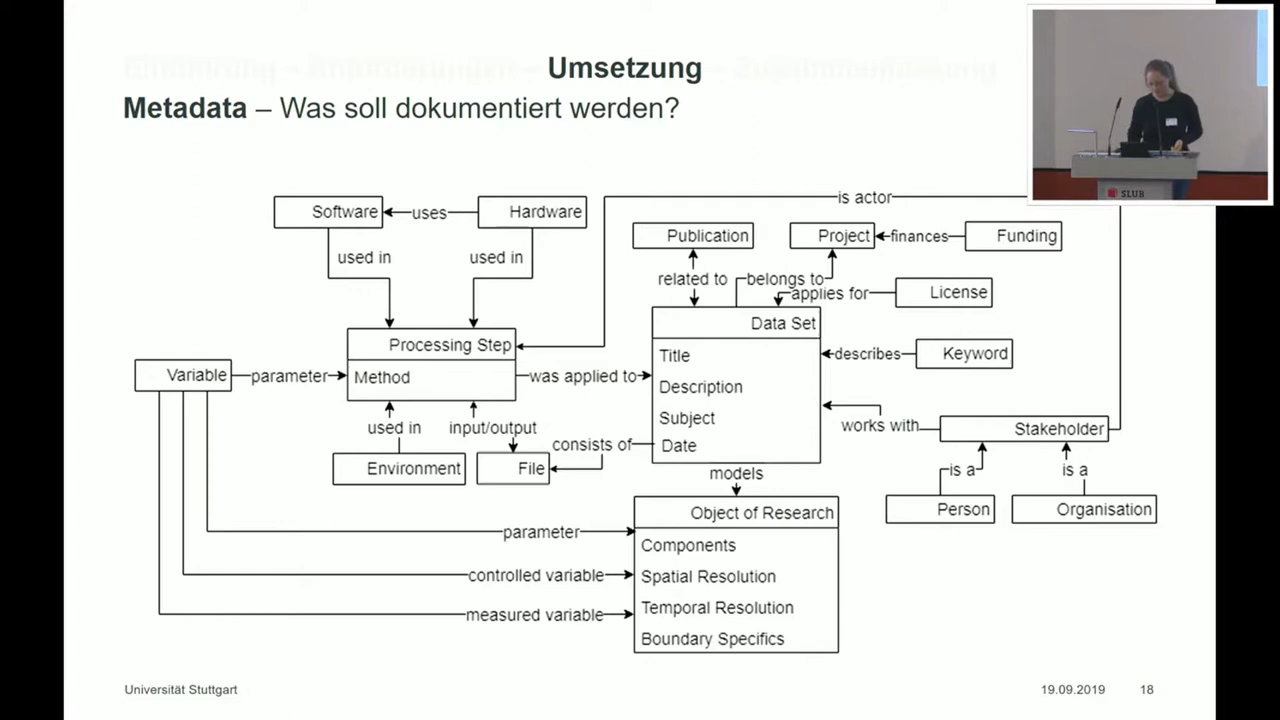 Umsetzung
Metadata – Was soll dokumentiert werden?
SLUB
is actor
Software
uses
Hardware
Publication
Project
finances
Funding
used in
used in
related to
belongs to
applies for
License
Data Set
Processing Step
Title
describes
Keyword
Variable
parameter
Method
was applied to
Description
Subject
used in
input/output
works with
Stakeholder
consists of
Date
Environment
File
models
is a
is a
Person
Organisation
Object of Research
parameter
Components
controlled variable
Spatial Resolution
measured variable
Temporal Resolution
Boundary Specifics
Universität Stuttgart
19.09.2019
18